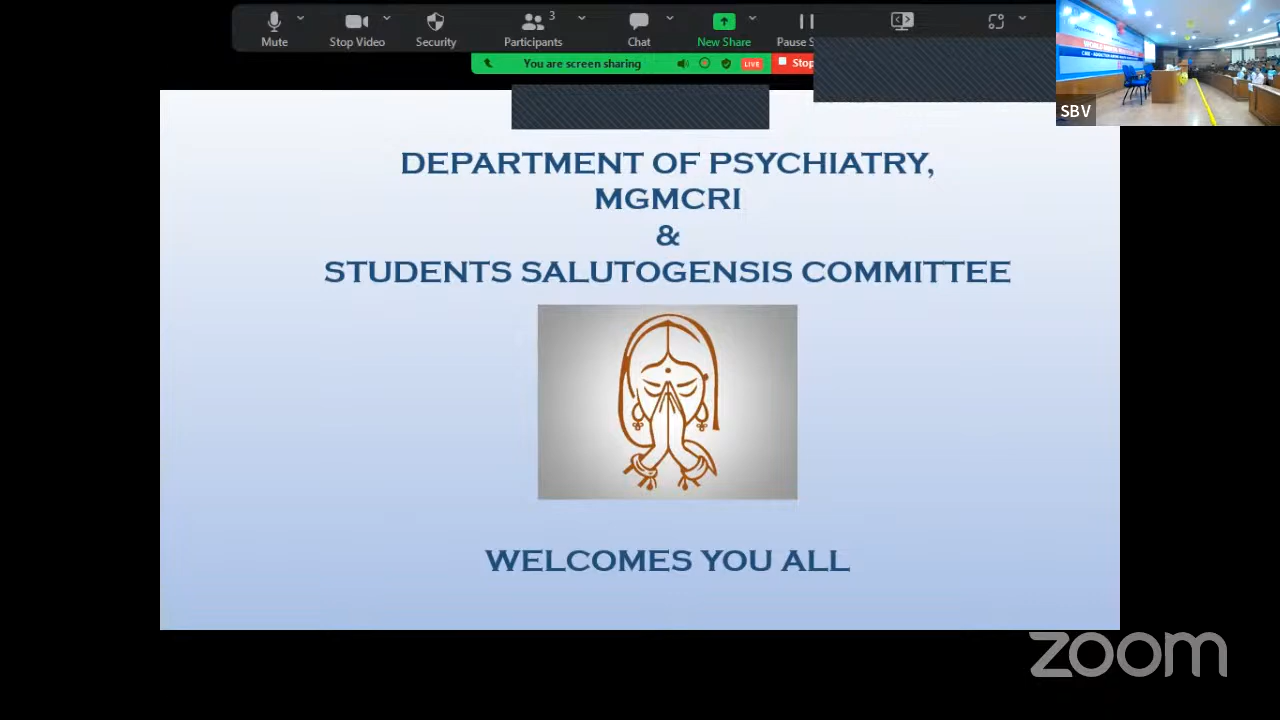 3
Mute
Stop Video
Security
Participants
Chat
New Share
Pause S
You are screen sharing
LIVE
Stop
SBV
DEPARTMENT OF PSYCHIATRY,
MGMCRI
&
STUDENTS SALUTOGENSIS COMMITTEE
WELCOMES YOU ALL
zoom